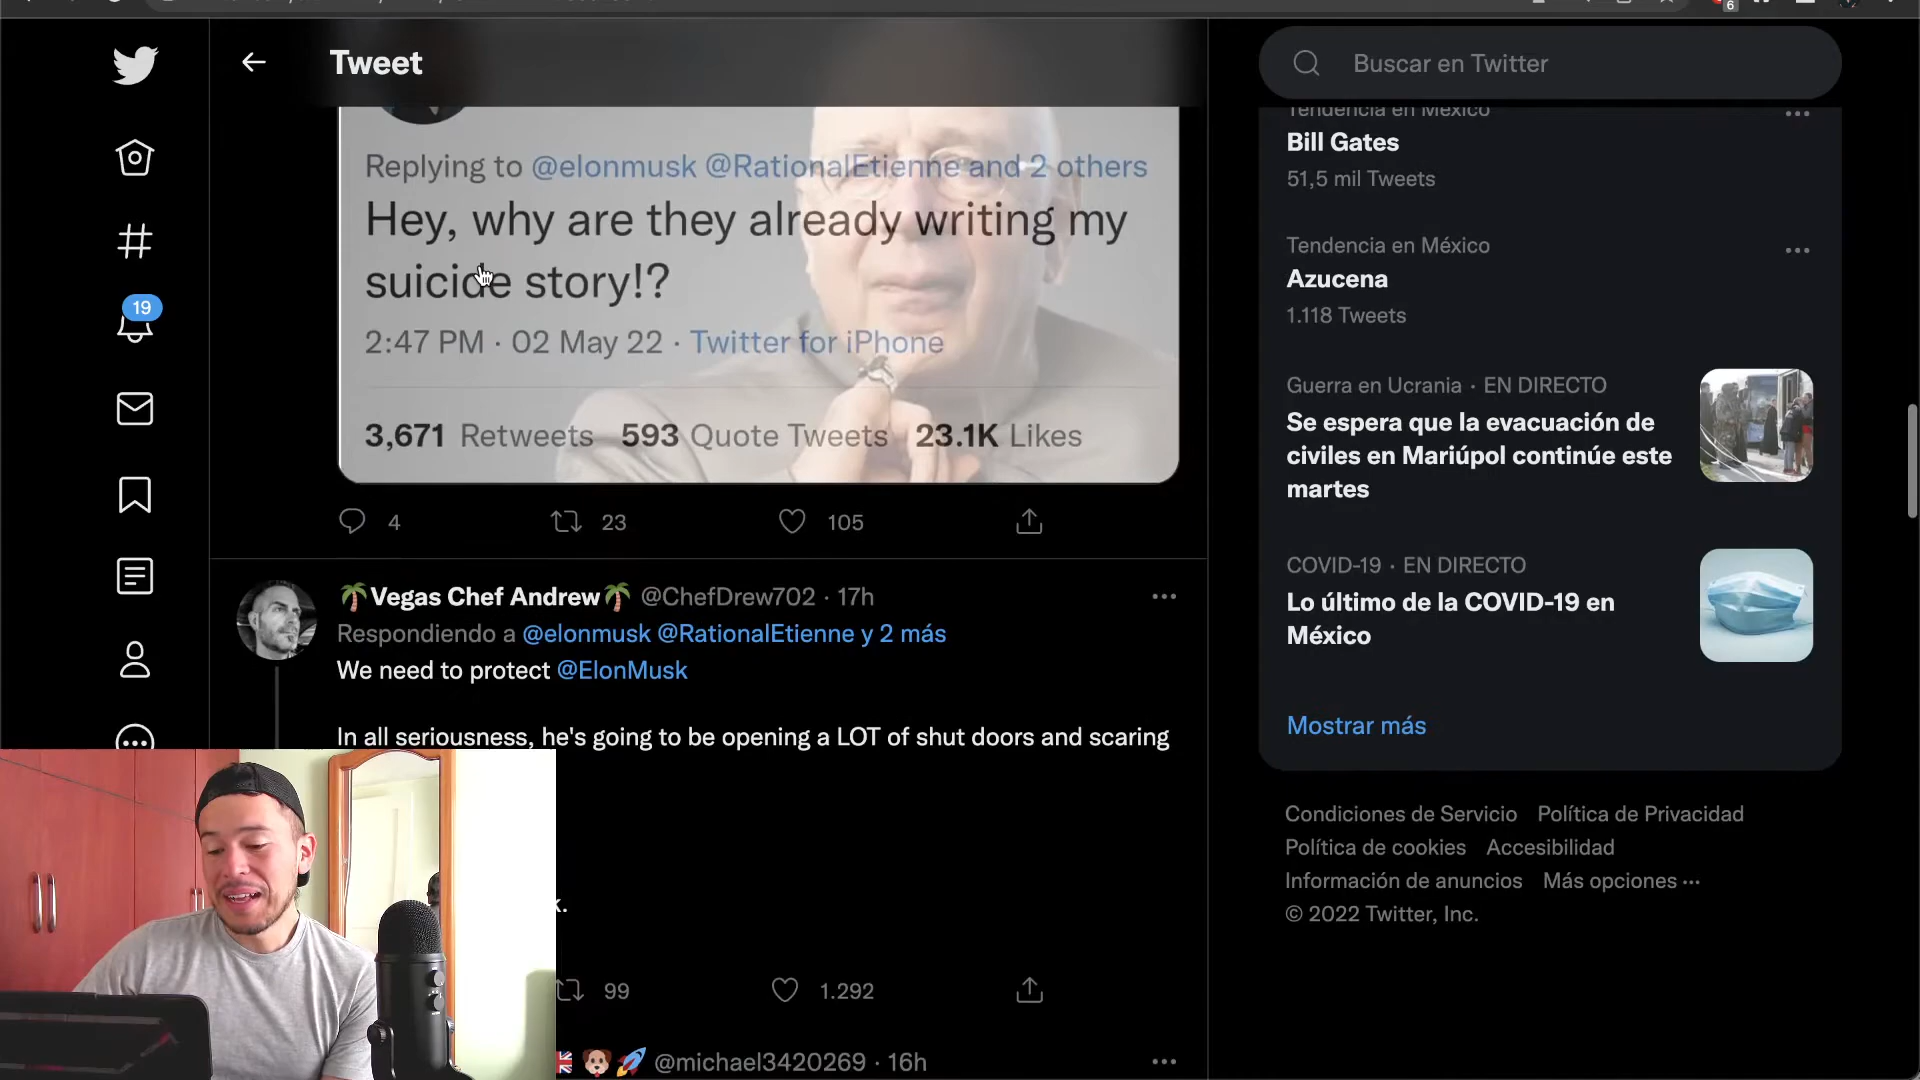 6
Tweet
Buscar en Twitter
Replying to @elonmusk @RationalEtienne and 2 others
Hey, why are they already writing my
suicide story!?
2:47 PM · 02 May 22 · Twitter for iPhone
3,671 Retweets 593 Quote Tweets 23.1K Likes
4 23 105
19
🌴Vegas Chef Andrew🌴 @ChefDrew702 · 17h
Respondiendo a @elonmusk @RationalEtienne y 2 más
We need to protect @ElonMusk
In all seriousness, he's going to be opening a LOT of shut doors and scaring
k.
99 1.292
🇬🇧 🐶 🚀 @michael3420269 · 16h
Tendencia en México
Bill Gates
51,5 mil Tweets
Tendencia en México
Azucena
1.118 Tweets
Guerra en Ucrania · EN DIRECTO
Se espera que la evacuación de
civiles en Mariúpol continúe este
martes
COVID-19 · EN DIRECTO
Lo último de la COVID-19 en
México
Mostrar más
Condiciones de Servicio Política de Privacidad
Política de cookies Accesibilidad
Información de anuncios Más opciones ···
© 2022 Twitter, Inc.